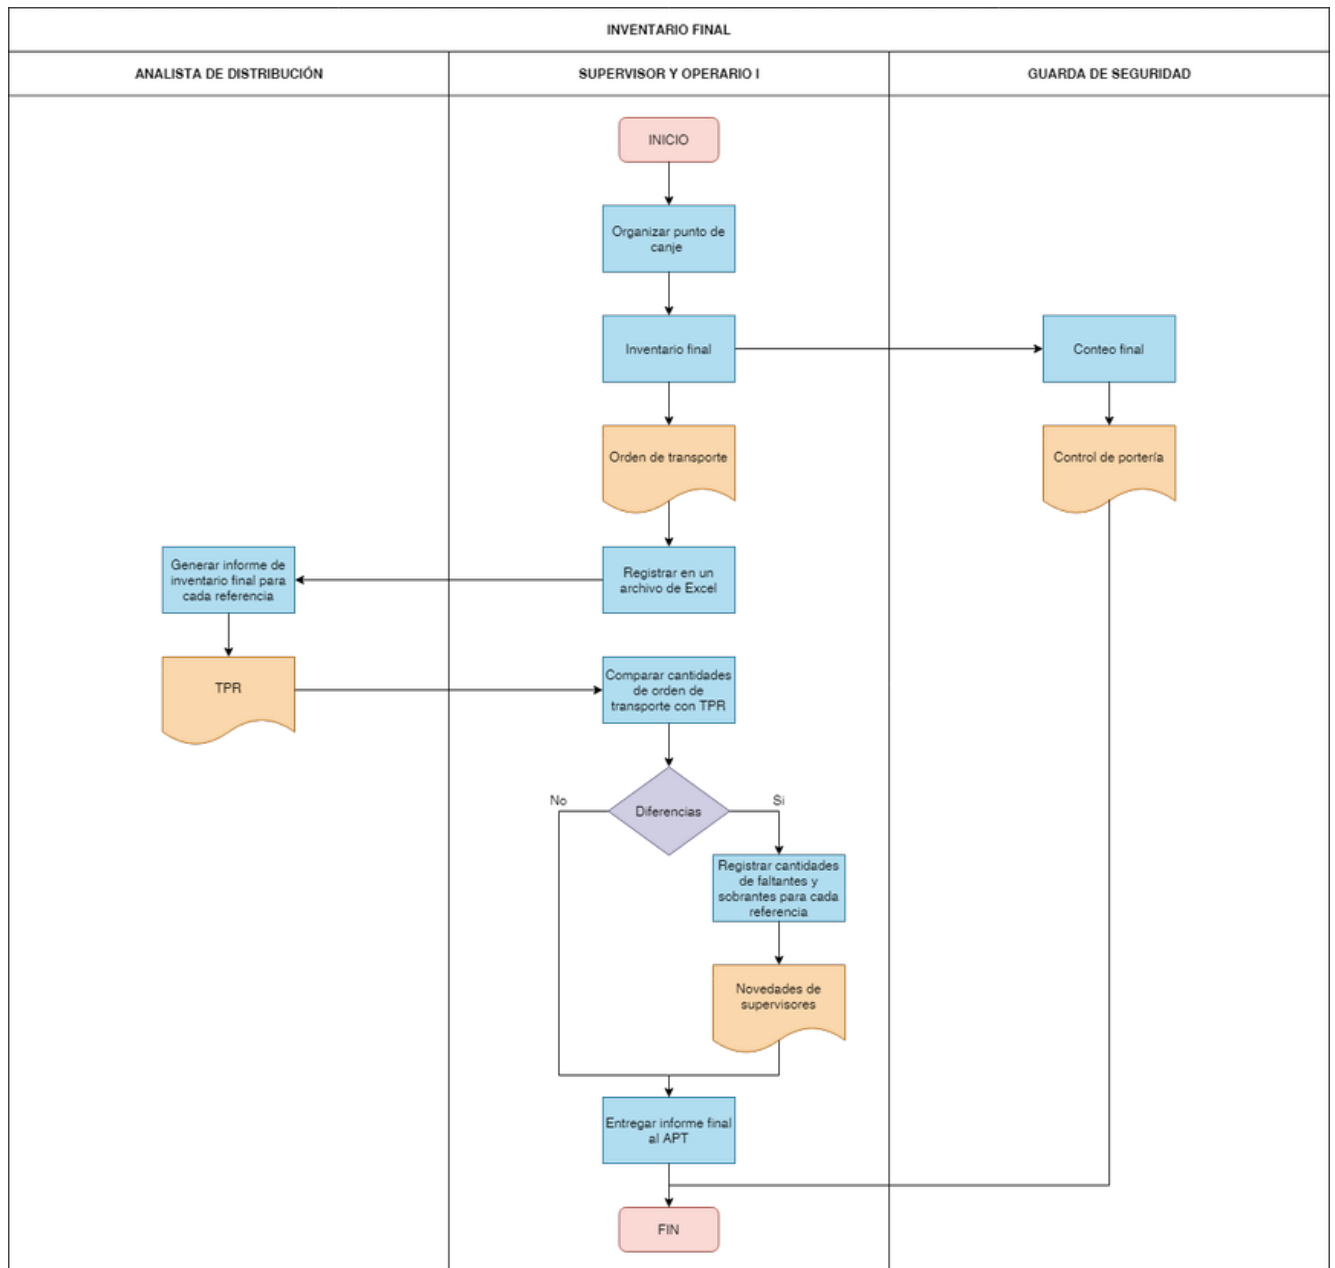 INVENTARIO FINAL
ANALISTA DE DISTRIBUCIÓN
SUPERVISOR Y OPERARIO I
GUARDA DE SEGURIDAD
INICIO
Organizar punto de
canje
Inventario final
Conteo final
Orden de transporte
Control de portería
Generar informe de
inventario final para
cada referencia
Registrar en un
archivo de Excel
TPR
Comparar cantidades
de orden de
transporte con TPR
No
Diferencias
Si
Registrar cantidades
de faltantes y
sobrantes para cada
referencia
Novedades de
supervisores
Entregar informe final
al APT
FIN